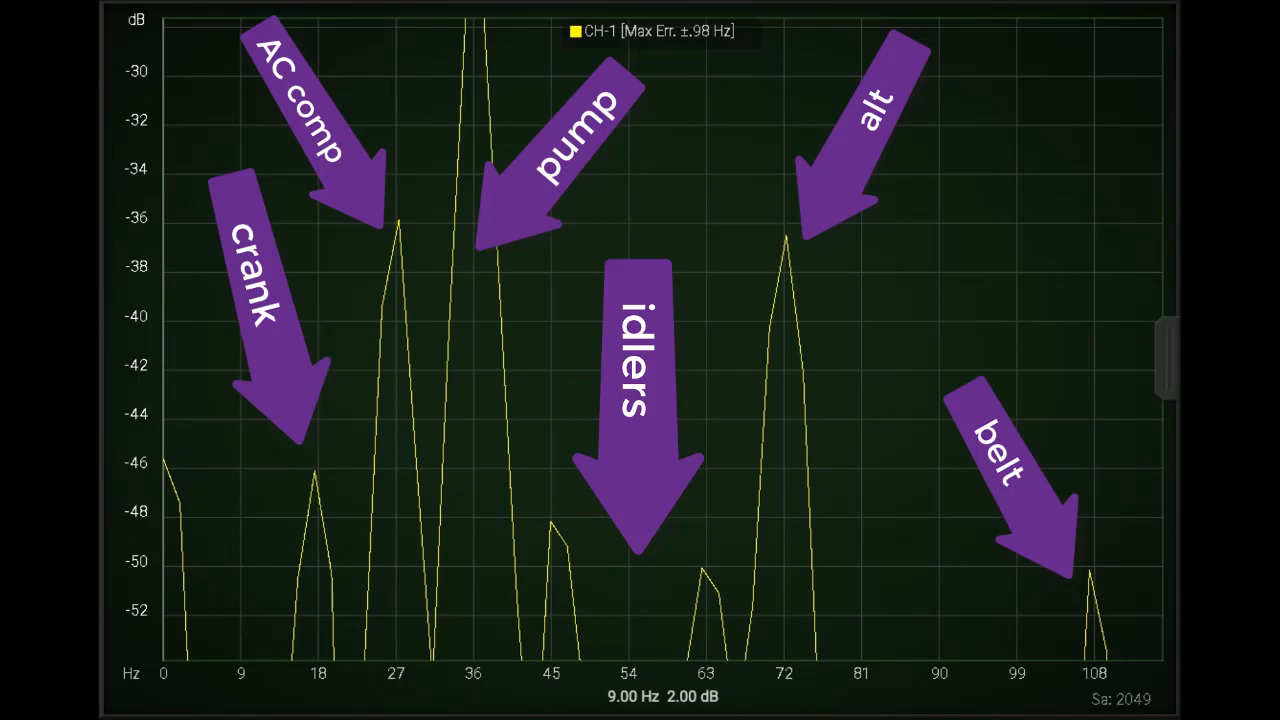 dB
CH-1 [Max Err. ±.98 Hz]
-30
-32
-34
-36
-38
-40
-42
-44
-46
-48
-50
-52
AC comp
pump
alt
crank
idlers
belt
Hz 0 9 18 27 36 45 54 63 72 81 90 99 108
9.00 Hz 2.00 dB
Sa: 2049